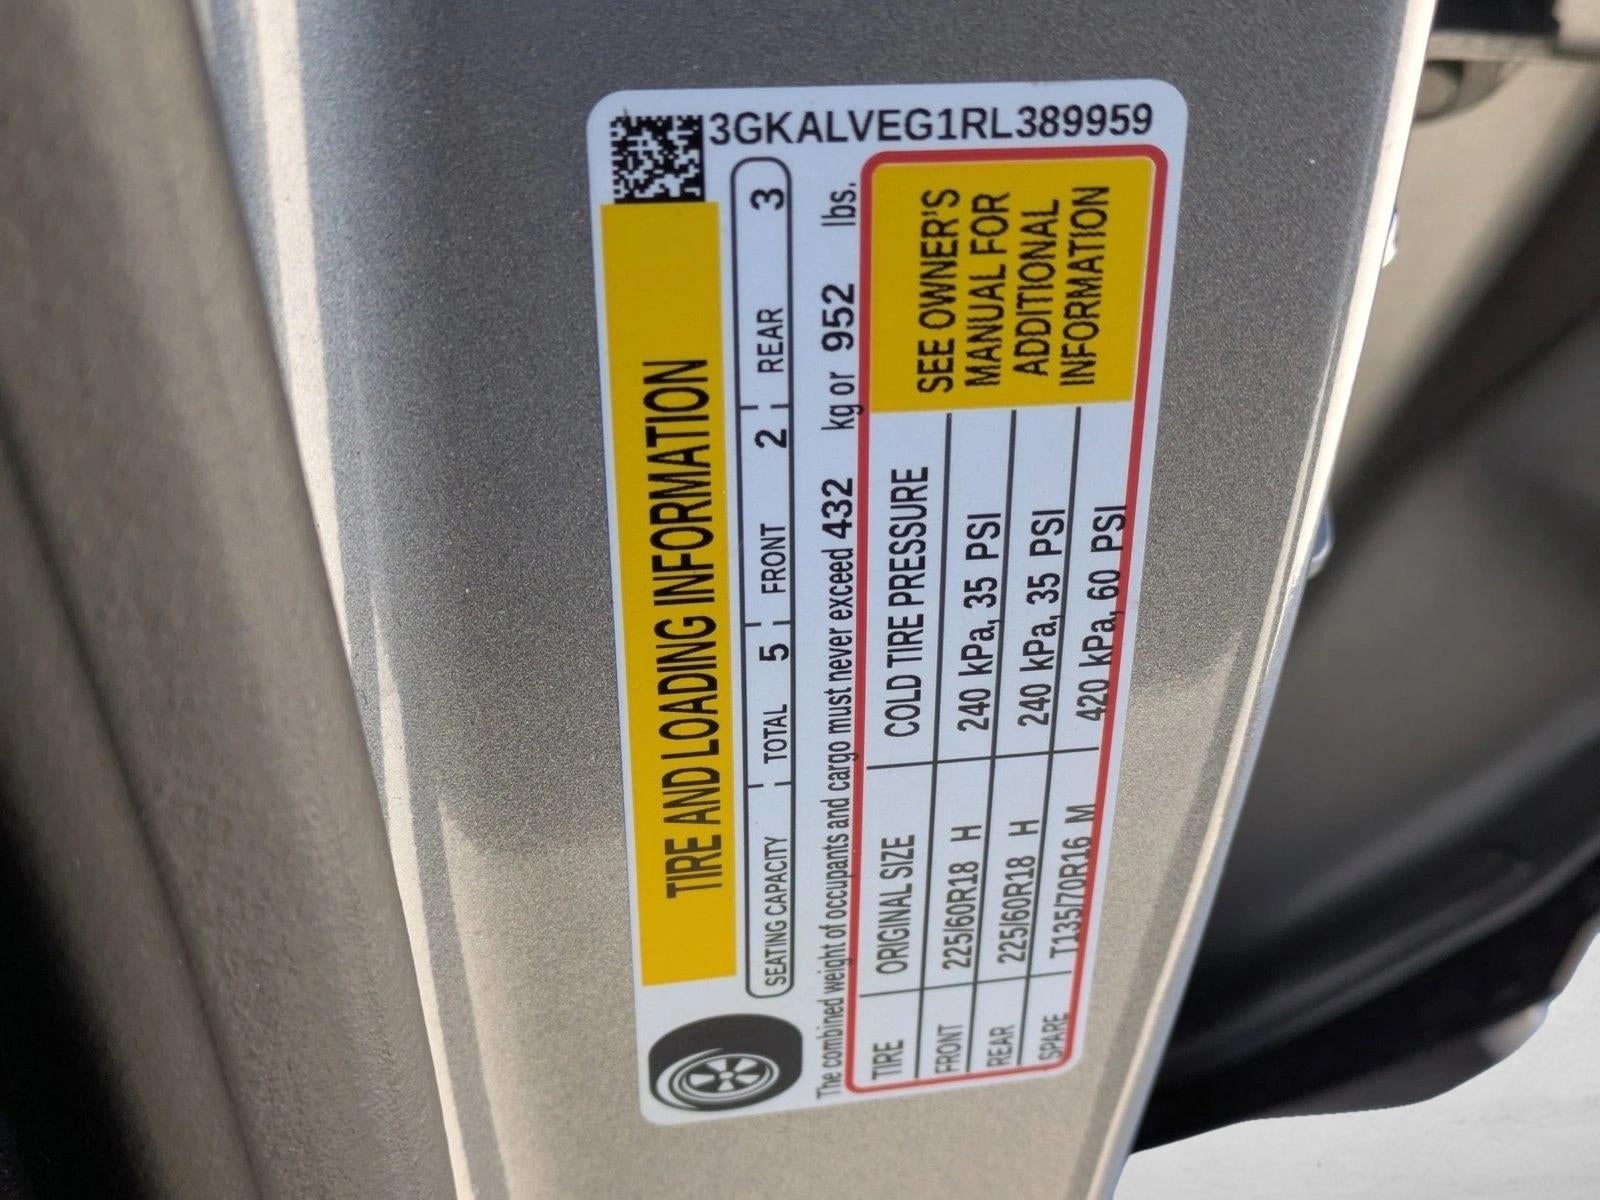 3GKALVEG1RL389959
TIRE AND LOADING INFORMATION
SEATING CAPACITY TOTAL 5 FRONT 2 REAR 3
The combined weight of occupants and cargo must never exceed 432 kg or 952 lbs.
TIRE ORIGINAL SIZE COLD TIRE PRESSURE
FRONT 225/60R18 H 240 kPa, 35 PSI
REAR 225/60R18 H 240 kPa, 35 PSI
SPARE T135/70R16 M 420 kPa, 60 PSI
SEE OWNER'S
MANUAL FOR
ADDITIONAL
INFORMATION